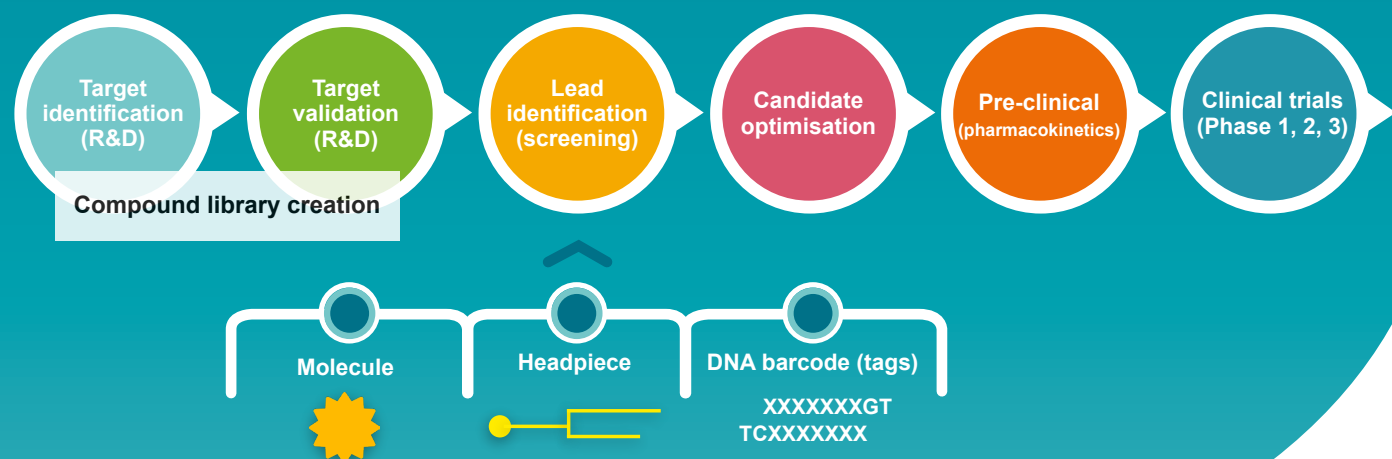 Target
identification
(R&D)
Target
validation
(R&D)
Lead
identification
(screening)
Candidate
optimisation
Pre-clinical
(pharmacokinetics)
Clinical trials
(Phase 1, 2, 3)
Compound library creation
Molecule
Headpiece
DNA barcode (tags)
XXXXXXXGT
TCXXXXXXX